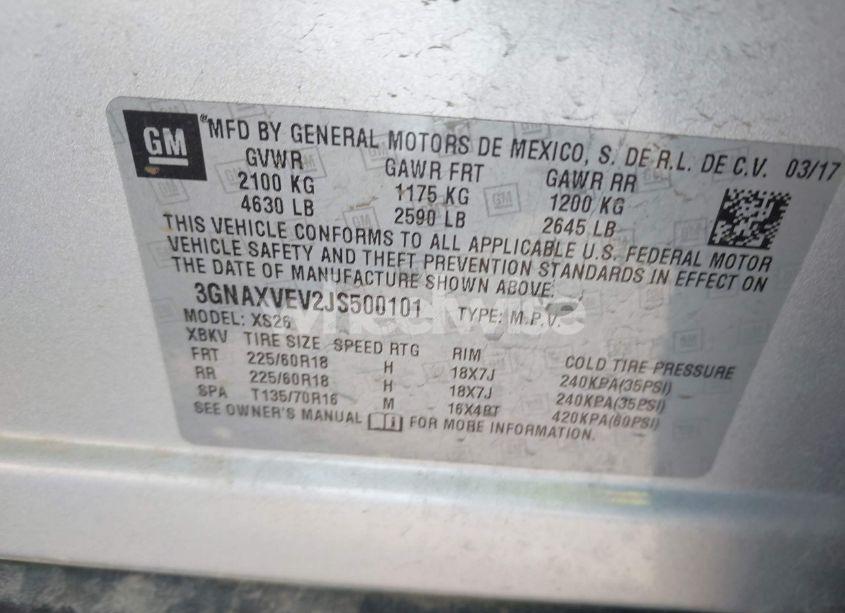 GM
MFD BY GENERAL MOTORS DE MEXICO, S. DE R.L. DE C.V. 03/17
GVWR GAWR FRT GAWR RR
2100 KG 1175 KG 1200 KG
4630 LB 2590 LB 2645 LB
THIS VEHICLE CONFORMS TO ALL APPLICABLE U.S. FEDERAL MOTOR
VEHICLE SAFETY AND THEFT PREVENTION STANDARDS IN EFFECT ON
THE DATE OF MANUFACTURE SHOWN ABOVE.
3GNAXVEV2JS500101 TYPE: M.P.V.
MODEL: XS26
XBKV TIRE SIZE SPEED RTG RIM COLD TIRE PRESSURE
FRT 225/60R18 H 18X7J 240KPA(35PSI)
RR 225/60R18 H 18X7J 240KPA(35PSI)
SPA T135/70R16 M 16X4BT 420KPA(60PSI)
SEE OWNER'S MANUAL FOR MORE INFORMATION.
wheelwise